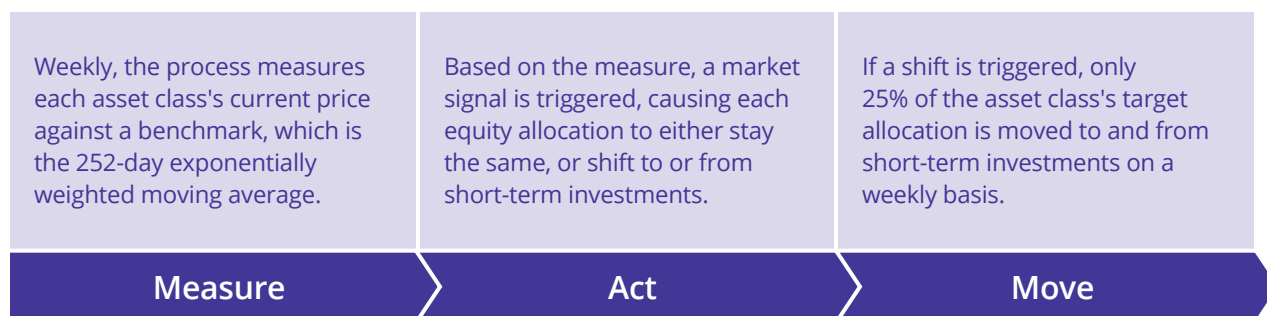 Weekly, the process measures
each asset class's current price
against a benchmark, which is
the 252-day exponentially
weighted moving average.
Based on the measure, a market
signal is triggered, causing each
equity allocation to either stay
the same, or shift to or from
short-term investments.
If a shift is triggered, only
25% of the asset class's target
allocation is moved to and from
short-term investments on a
weekly basis.
Measure
Act
Move